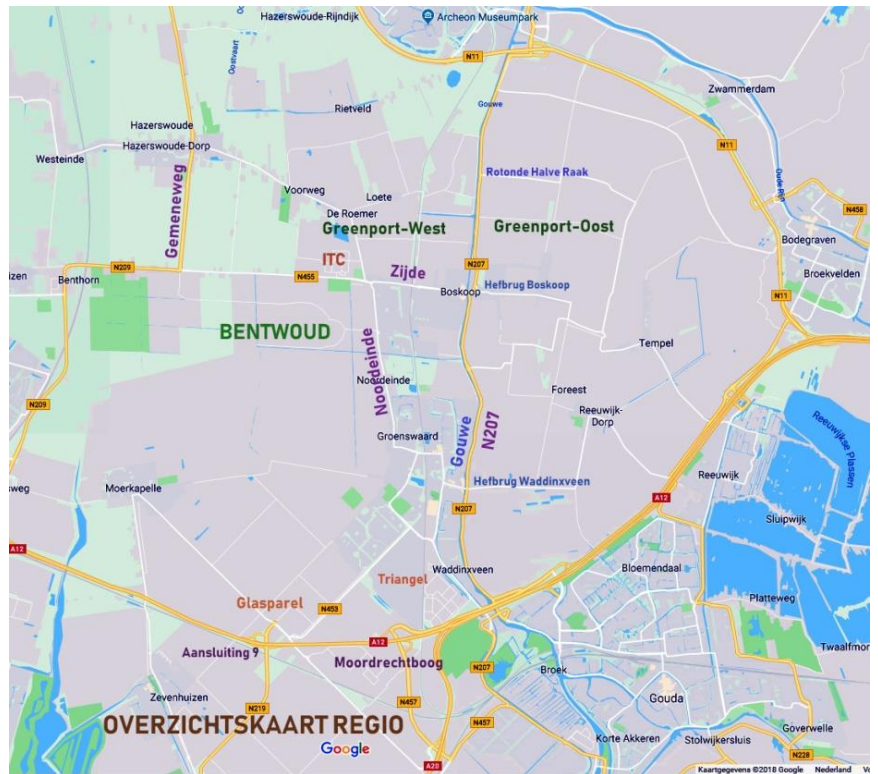 Hazerswoude-Rijndijk
Archeon Museumpark
N11
Oostvaart
Gouwe
Zwammerdam
Rietveld
Hazerswoude
Hazerswoude-Dorp
Westeinde
N11
Oude Rijn
Voorweg
Loete
Rotonde Halve Raak
Gemeneweg
De Roemer
N458
Greenport-West
Greenport-Oost
Bodegraven
ITC
Zijde
N207
Broekvelden
N209
Benthorn
N455
Boskoop
Hefbrug Boskoop
N11
BENTWOUD
Tempel
Noordeinde
Noordeinde
Foreest
N209
Reeuwijk-
Dorp
Groenswaard
Gouwe
N207
Reeuwijkse
Plassen
Moerkapelle
Hefbrug Waddinxveen
Reeuwijk
A12
N207
Sluipwijk
A12
Waddinxveen
Bloemendaal
Triangel
Platteweg
Glasparel
N453
A12
Aansluiting 9
Moordrechtboog
N207
Broek
Zevenhuizen
N457
Gouda
N219
OVERZICHTSKAART REGIO
N457
Goverwelle
Google
Korte Akkeren
Stolwijkersluis
N228
A20
Kaartgegevens ©2018 Google
Nederland